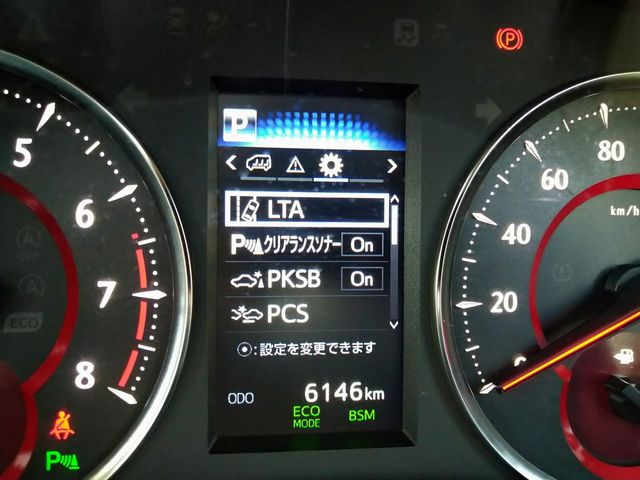 P
P
LTA
P クリアランスソナー On
PKSB On
PCS
:設定を変更できます
ODO 6146km
ECO MODE BSM
5
6
7
8
A
A
ECO
P
80
60
40
20
km/h